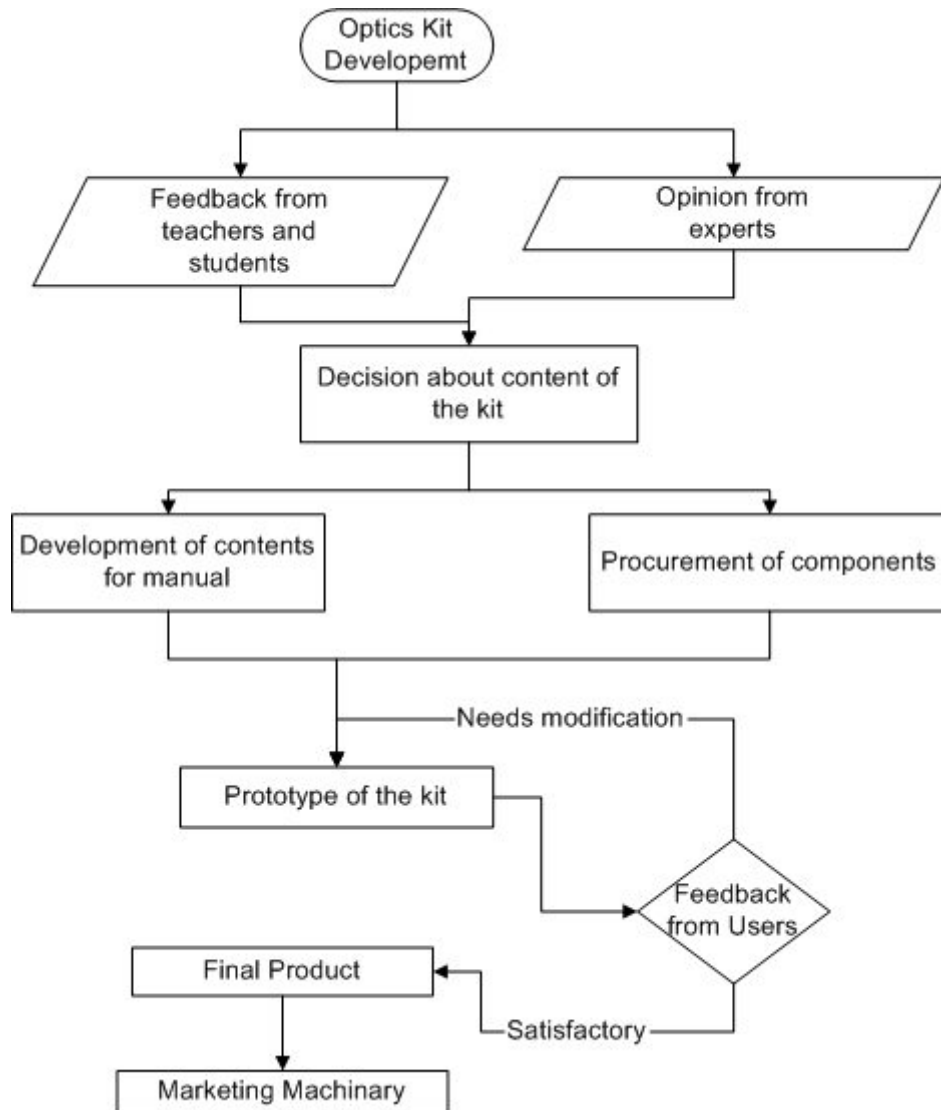 Optics Kit
Developemt
Feedback from
teachers and
students
Opinion from
experts
Decision about content of
the kit
Development of contents
for manual
Procurement of components
Needs modification
Prototype of the kit
Feedback
from Users
Final Product
Satisfactory
Marketing Machinary